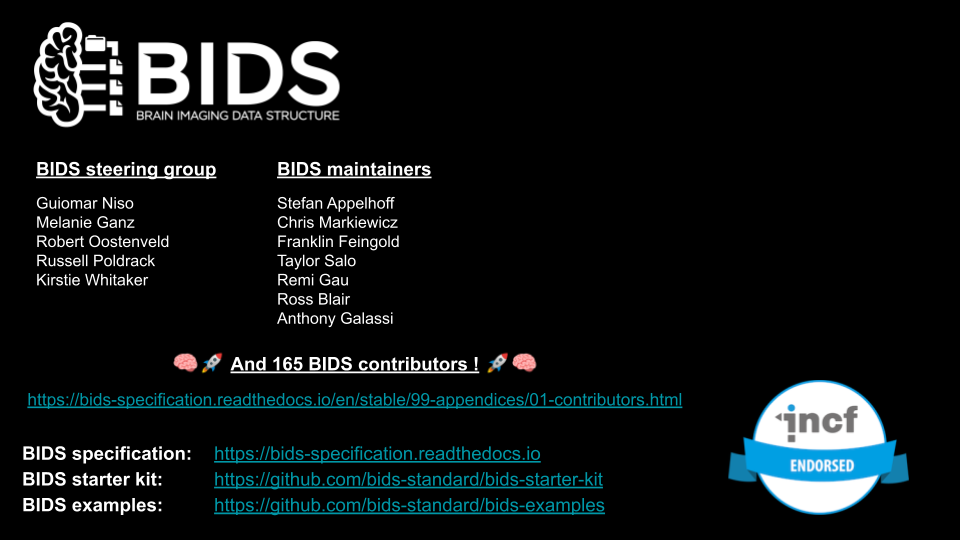 BIDS
BRAIN IMAGING DATA STRUCTURE
BIDS steering group
Guiomar Niso
Melanie Ganz
Robert Oostenveld
Russell Poldrack
Kirstie Whitaker
BIDS maintainers
Stefan Appelhoff
Chris Markiewicz
Franklin Feingold
Taylor Salo
Remi Gau
Ross Blair
Anthony Galassi
🧠🚀 And 165 BIDS contributors ! 🚀🧠
https://bids-specification.readthedocs.io/en/stable/99-appendices/01-contributors.html
BIDS specification: https://bids-specification.readthedocs.io
BIDS starter kit: https://github.com/bids-standard/bids-starter-kit
BIDS examples: https://github.com/bids-standard/bids-examples
incf
ENDORSED